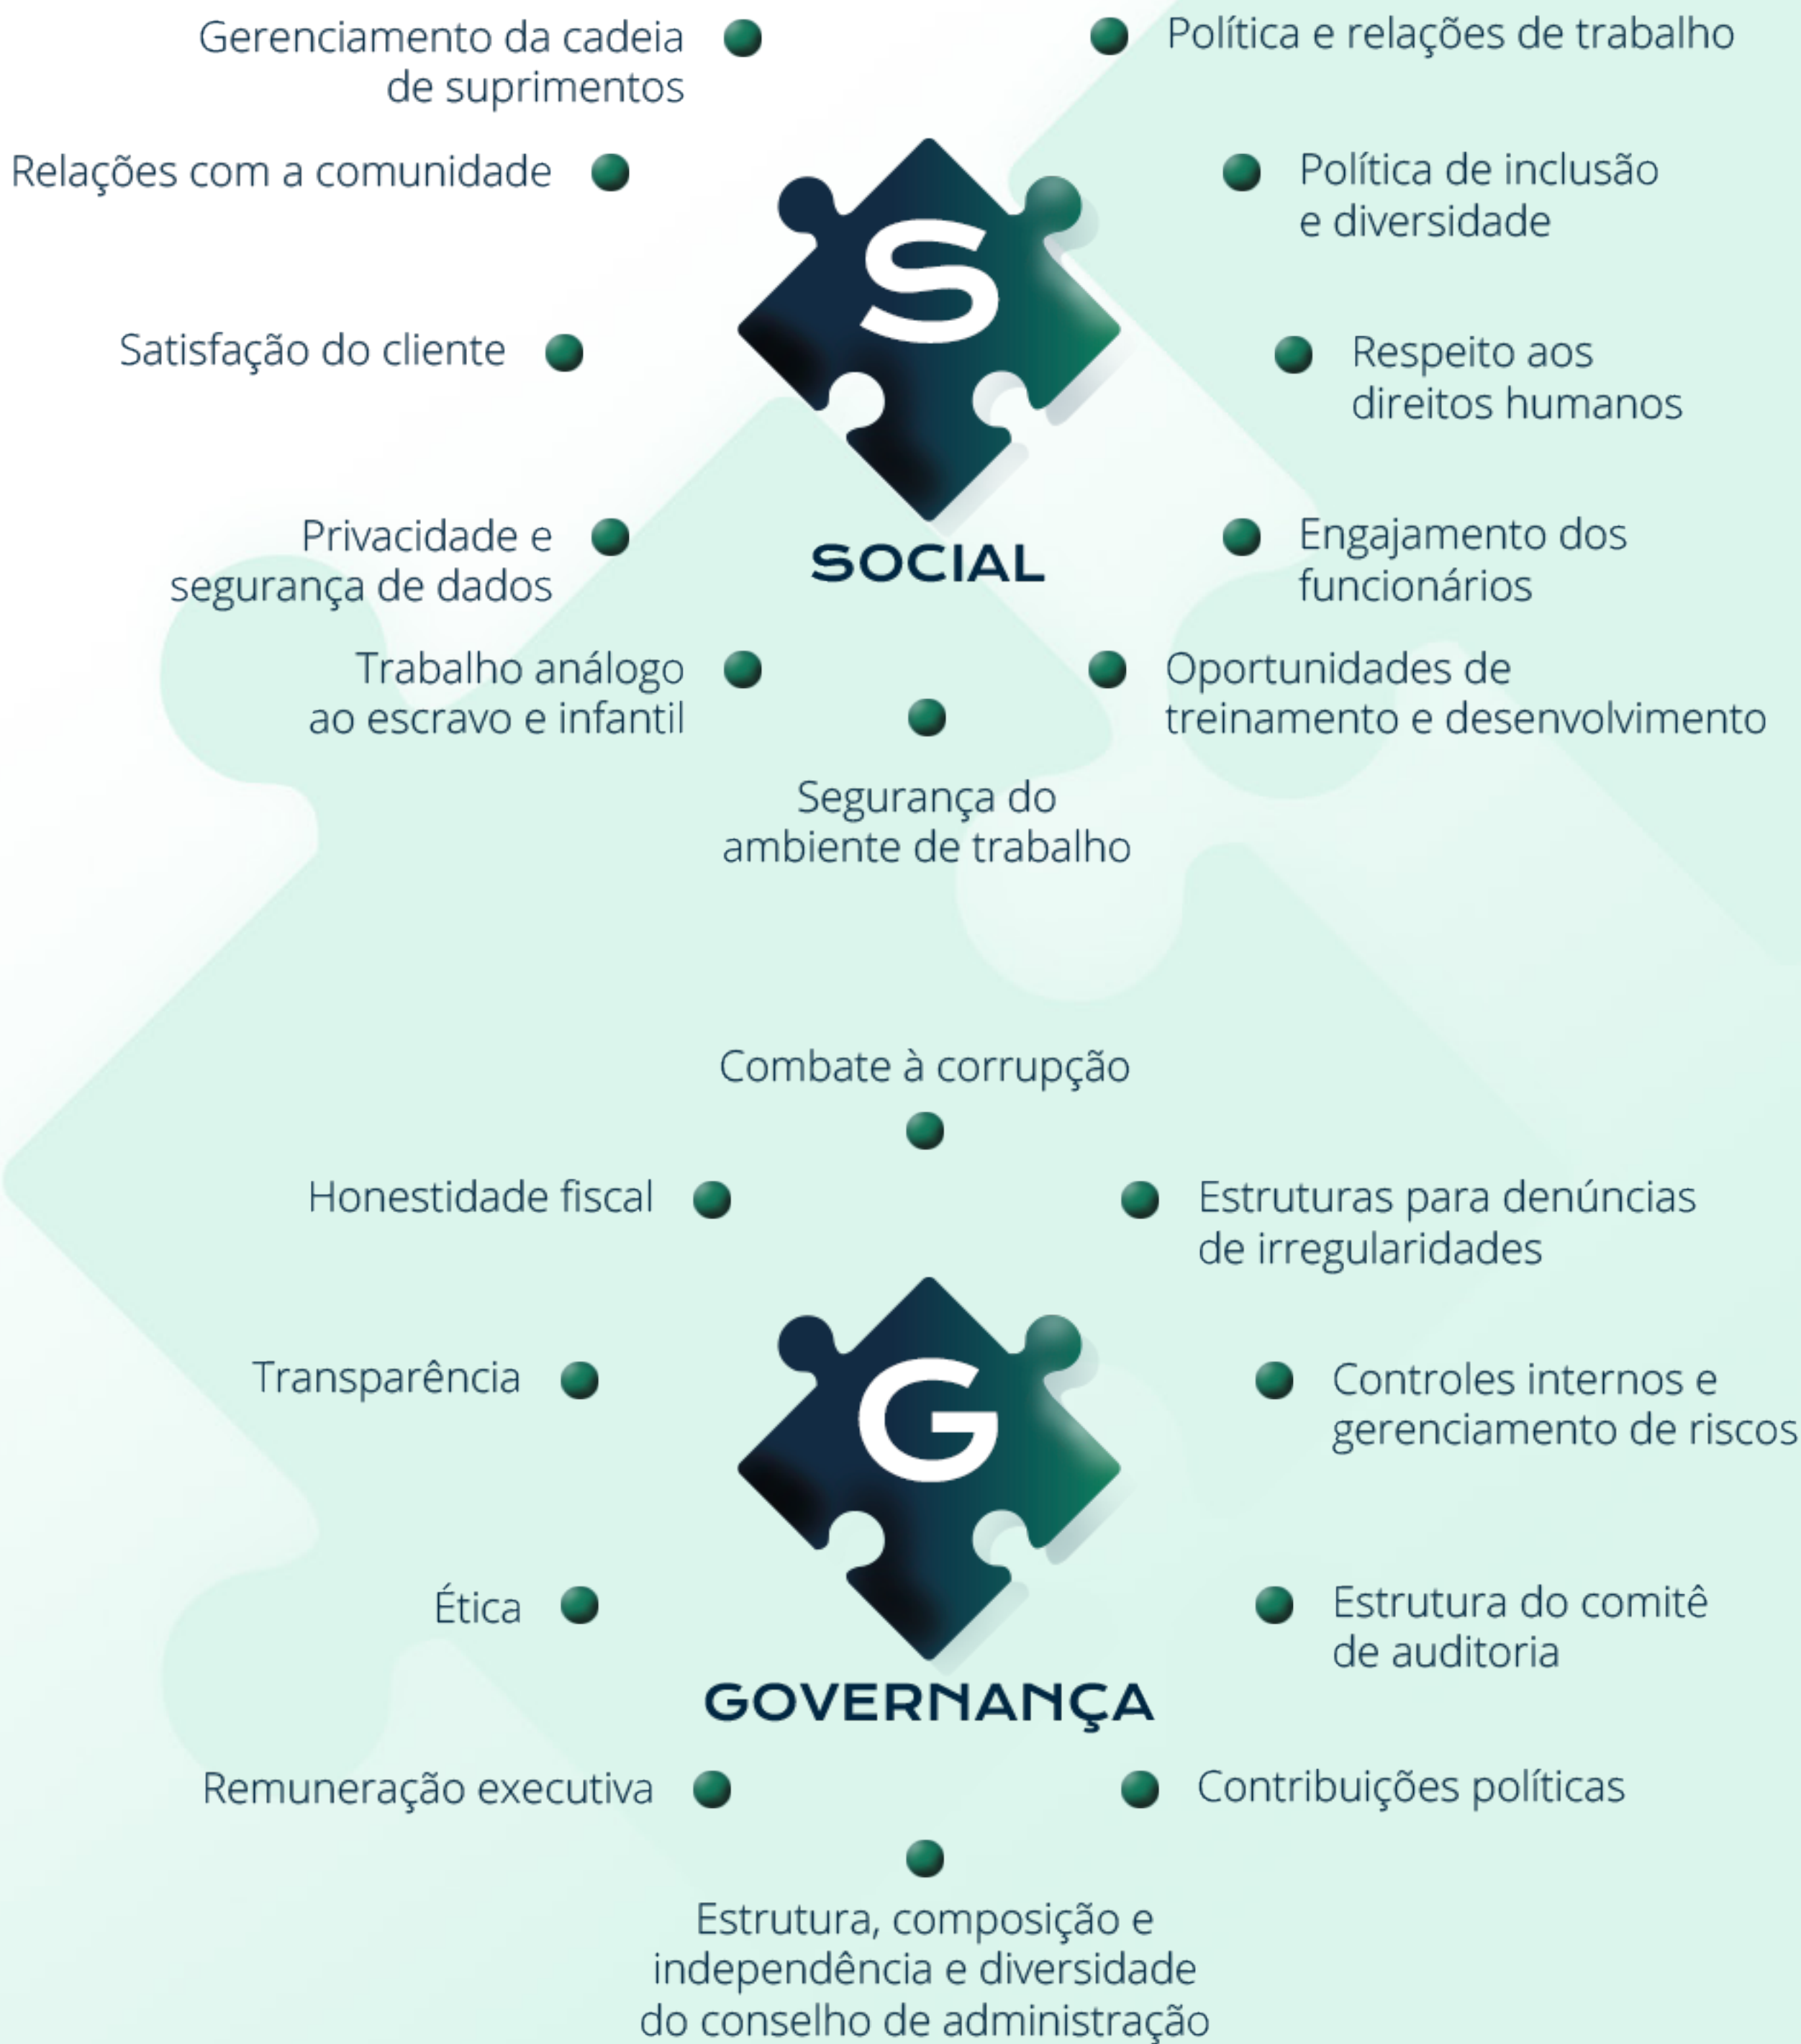 Gerenciamento da cadeia
de suprimentos
Política e relações de trabalho
Relações com a comunidade
Política de inclusão
e diversidade
S
Satisfação do cliente
Respeito aos
direitos humanos
Privacidade e
segurança de dados
SOCIAL
Engajamento dos
funcionários
Trabalho análogo
ao escravo e infantil
Oportunidades de
treinamento e desenvolvimento
Segurança do
ambiente de trabalho
Combate à corrupção
Honestidade fiscal
Estruturas para denúncias
de irregularidades
Transparência
G
Controles internos e
gerenciamento de riscos
Ética
Estrutura do comitê
de auditoria
GOVERNANÇA
Remuneração executiva
Contribuições políticas
Estrutura, composição e
independência e diversidade
do conselho de administração